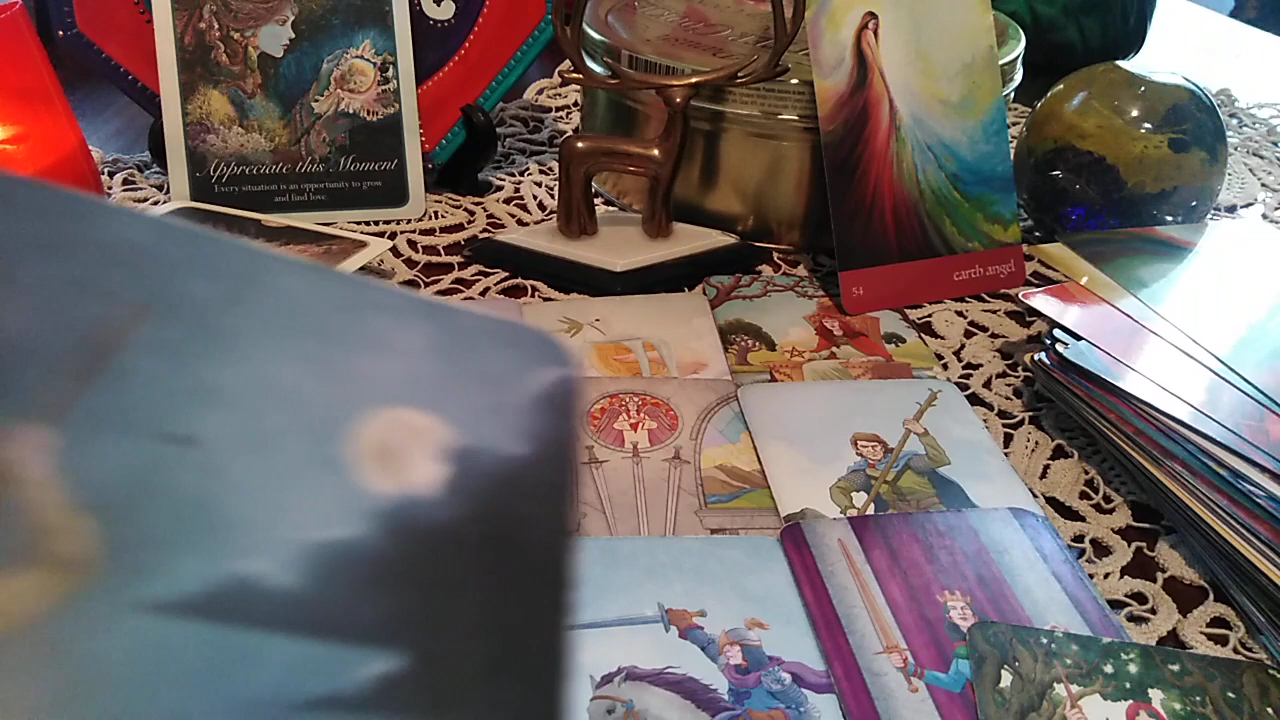 Appreciate this Moment
Every situation is an opportunity to grow
and find love.
earth angel
54